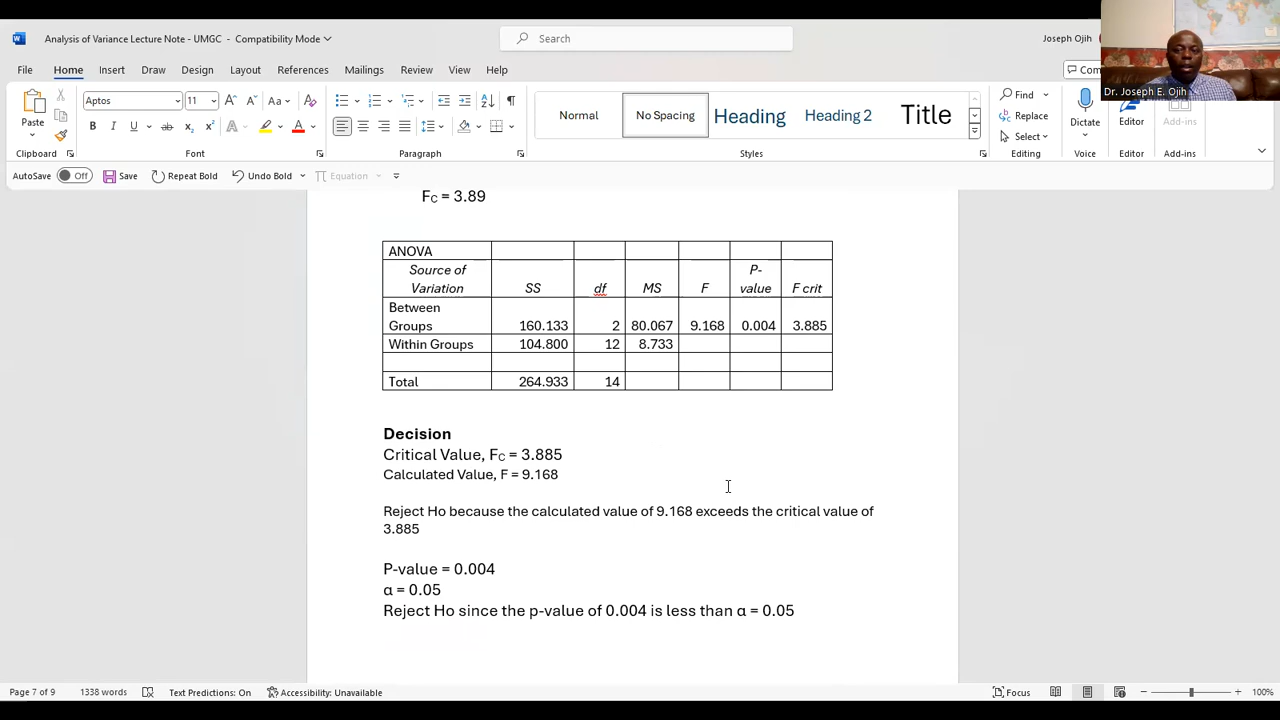 Analysis of Variance Lecture Note - UMGC - Compatibility Mode
Search
Joseph Ojih
File Home Insert Draw Design Layout References Mailings Review View Help
Com
Dr. Joseph E. Ojih
Aptos 11
Paste
Normal No Spacing Heading Heading 2 Title
Find
Replace
Select
Dictate
Editor
Add-ins
Clipboard Font Paragraph Styles Editing Voice Editor Add-ins
AutoSave Off Save Repeat Bold Undo Bold Equation
FC = 3.89
ANOVA
Source of Variation SS df MS F P-value F crit
Between Groups 160.133 2 80.067 9.168 0.004 3.885
Within Groups 104.800 12 8.733
Total 264.933 14
Decision
Critical Value, FC = 3.885
Calculated Value, F = 9.168
Reject Ho because the calculated value of 9.168 exceeds the critical value of
3.885
P-value = 0.004
α = 0.05
Reject Ho since the p-value of 0.004 is less than α = 0.05
Page 7 of 9 1338 words Text Predictions: On Accessibility: Unavailable Focus 100%